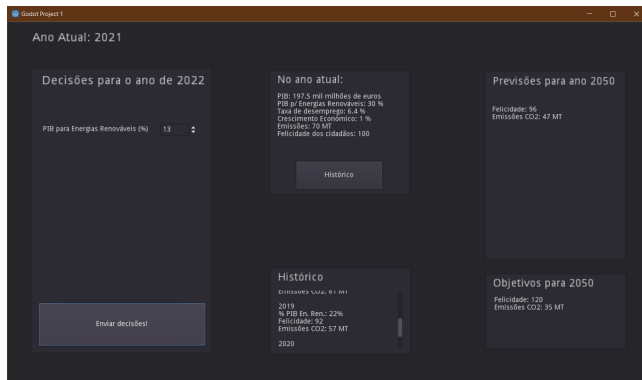 Godot Project 1
Ano Atual: 2021
Decisões para o ano de 2022
PIB para Energias Renováveis (%) 13
Enviar decisões!
No ano atual:
PIB: 197.5 mil milhões de euros
PIB p/ Energias Renováveis: 30 %
Taxa de desemprego: 6.4 %
Crescimento Económico: 1 %
Emissões: 70 MT
Felicidade dos cidadãos: 100
Histórico
Histórico
Emissões CO2: 61 MT
2019
% PIB En. Ren.: 22%
Felicidade: 92
Emissões CO2: 57 MT
2020
Previsões para ano 2050
Felicidade: 96
Emissões CO2: 47 MT
Objetivos para 2050
Felicidade: 120
Emissões CO2: 35 MT